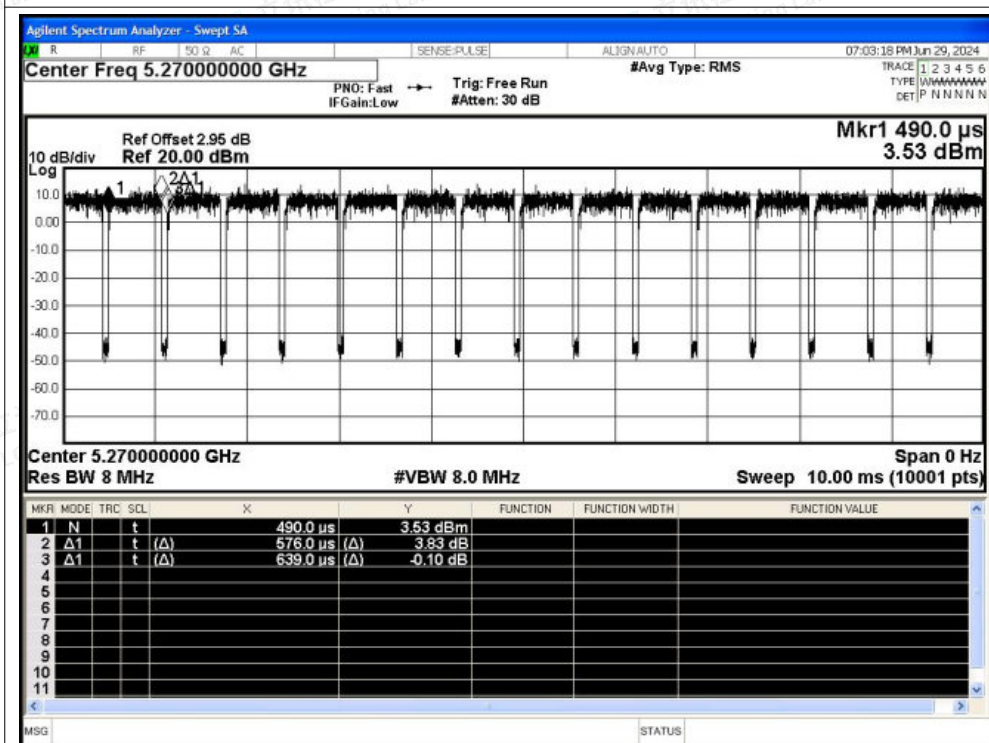 Agilent Spectrum Analyzer - Swept SA
R RF 50 Ω AC SENSE:PULSE ALIGN AUTO 07:03:18 PM Jun 29, 2024
Center Freq 5.270000000 GHz
PNO: Fast
IFGain:Low
Trig: Free Run
#Atten: 30 dB
#Avg Type: RMS
TRACE 1 2 3 4 5 6
TYPE
DET P N N N N N
Ref Offset 2.95 dB
10 dB/div Ref 20.00 dBm
Log
Mkr1 490.0 µs
3.53 dBm
1
2Δ1
3Δ1
10.0
0.00
-10.0
-20.0
-30.0
-40.0
-50.0
-60.0
-70.0
Center 5.270000000 GHz Span 0 Hz
Res BW 8 MHz #VBW 8.0 MHz Sweep 10.00 ms (10001 pts)
MKR MODE TRC SCL X Y FUNCTION FUNCTION WIDTH FUNCTION VALUE
1 N t 490.0 µs 3.53 dBm
2 Δ1 t (Δ) 576.0 µs (Δ) 3.83 dB
3 Δ1 t (Δ) 639.0 µs (Δ) -0.10 dB
4
5
6
7
8
9
10
11
MSG STATUS